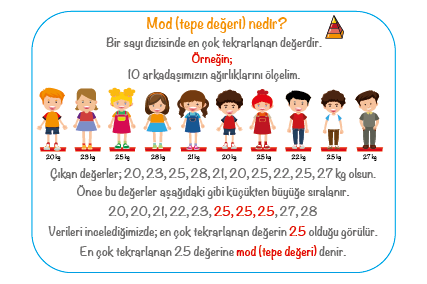 Mod (tepe değeri) nedir?
Bir sayı dizisinde en çok tekrarlanan değerdir.
Örneğin;
10 arkadaşımızın ağırlıklarını ölçelim.
20 kg 23 kg 25 kg 28 kg 21 kg 20 kg 25 kg 22 kg 25 kg 27 kg
Çıkan değerler; 20, 23, 25, 28, 21, 20, 25, 22, 25, 27 kg olsun.
Önce bu değerler aşağıdaki gibi küçükten büyüğe sıralanır.
20, 20, 21, 22, 23, 25, 25, 25, 27, 28
Verileri incelediğimizde; en çok tekrarlanan değerin 25 olduğu görülür.
En çok tekrarlanan 25 değerine mod (tepe değeri) denir.